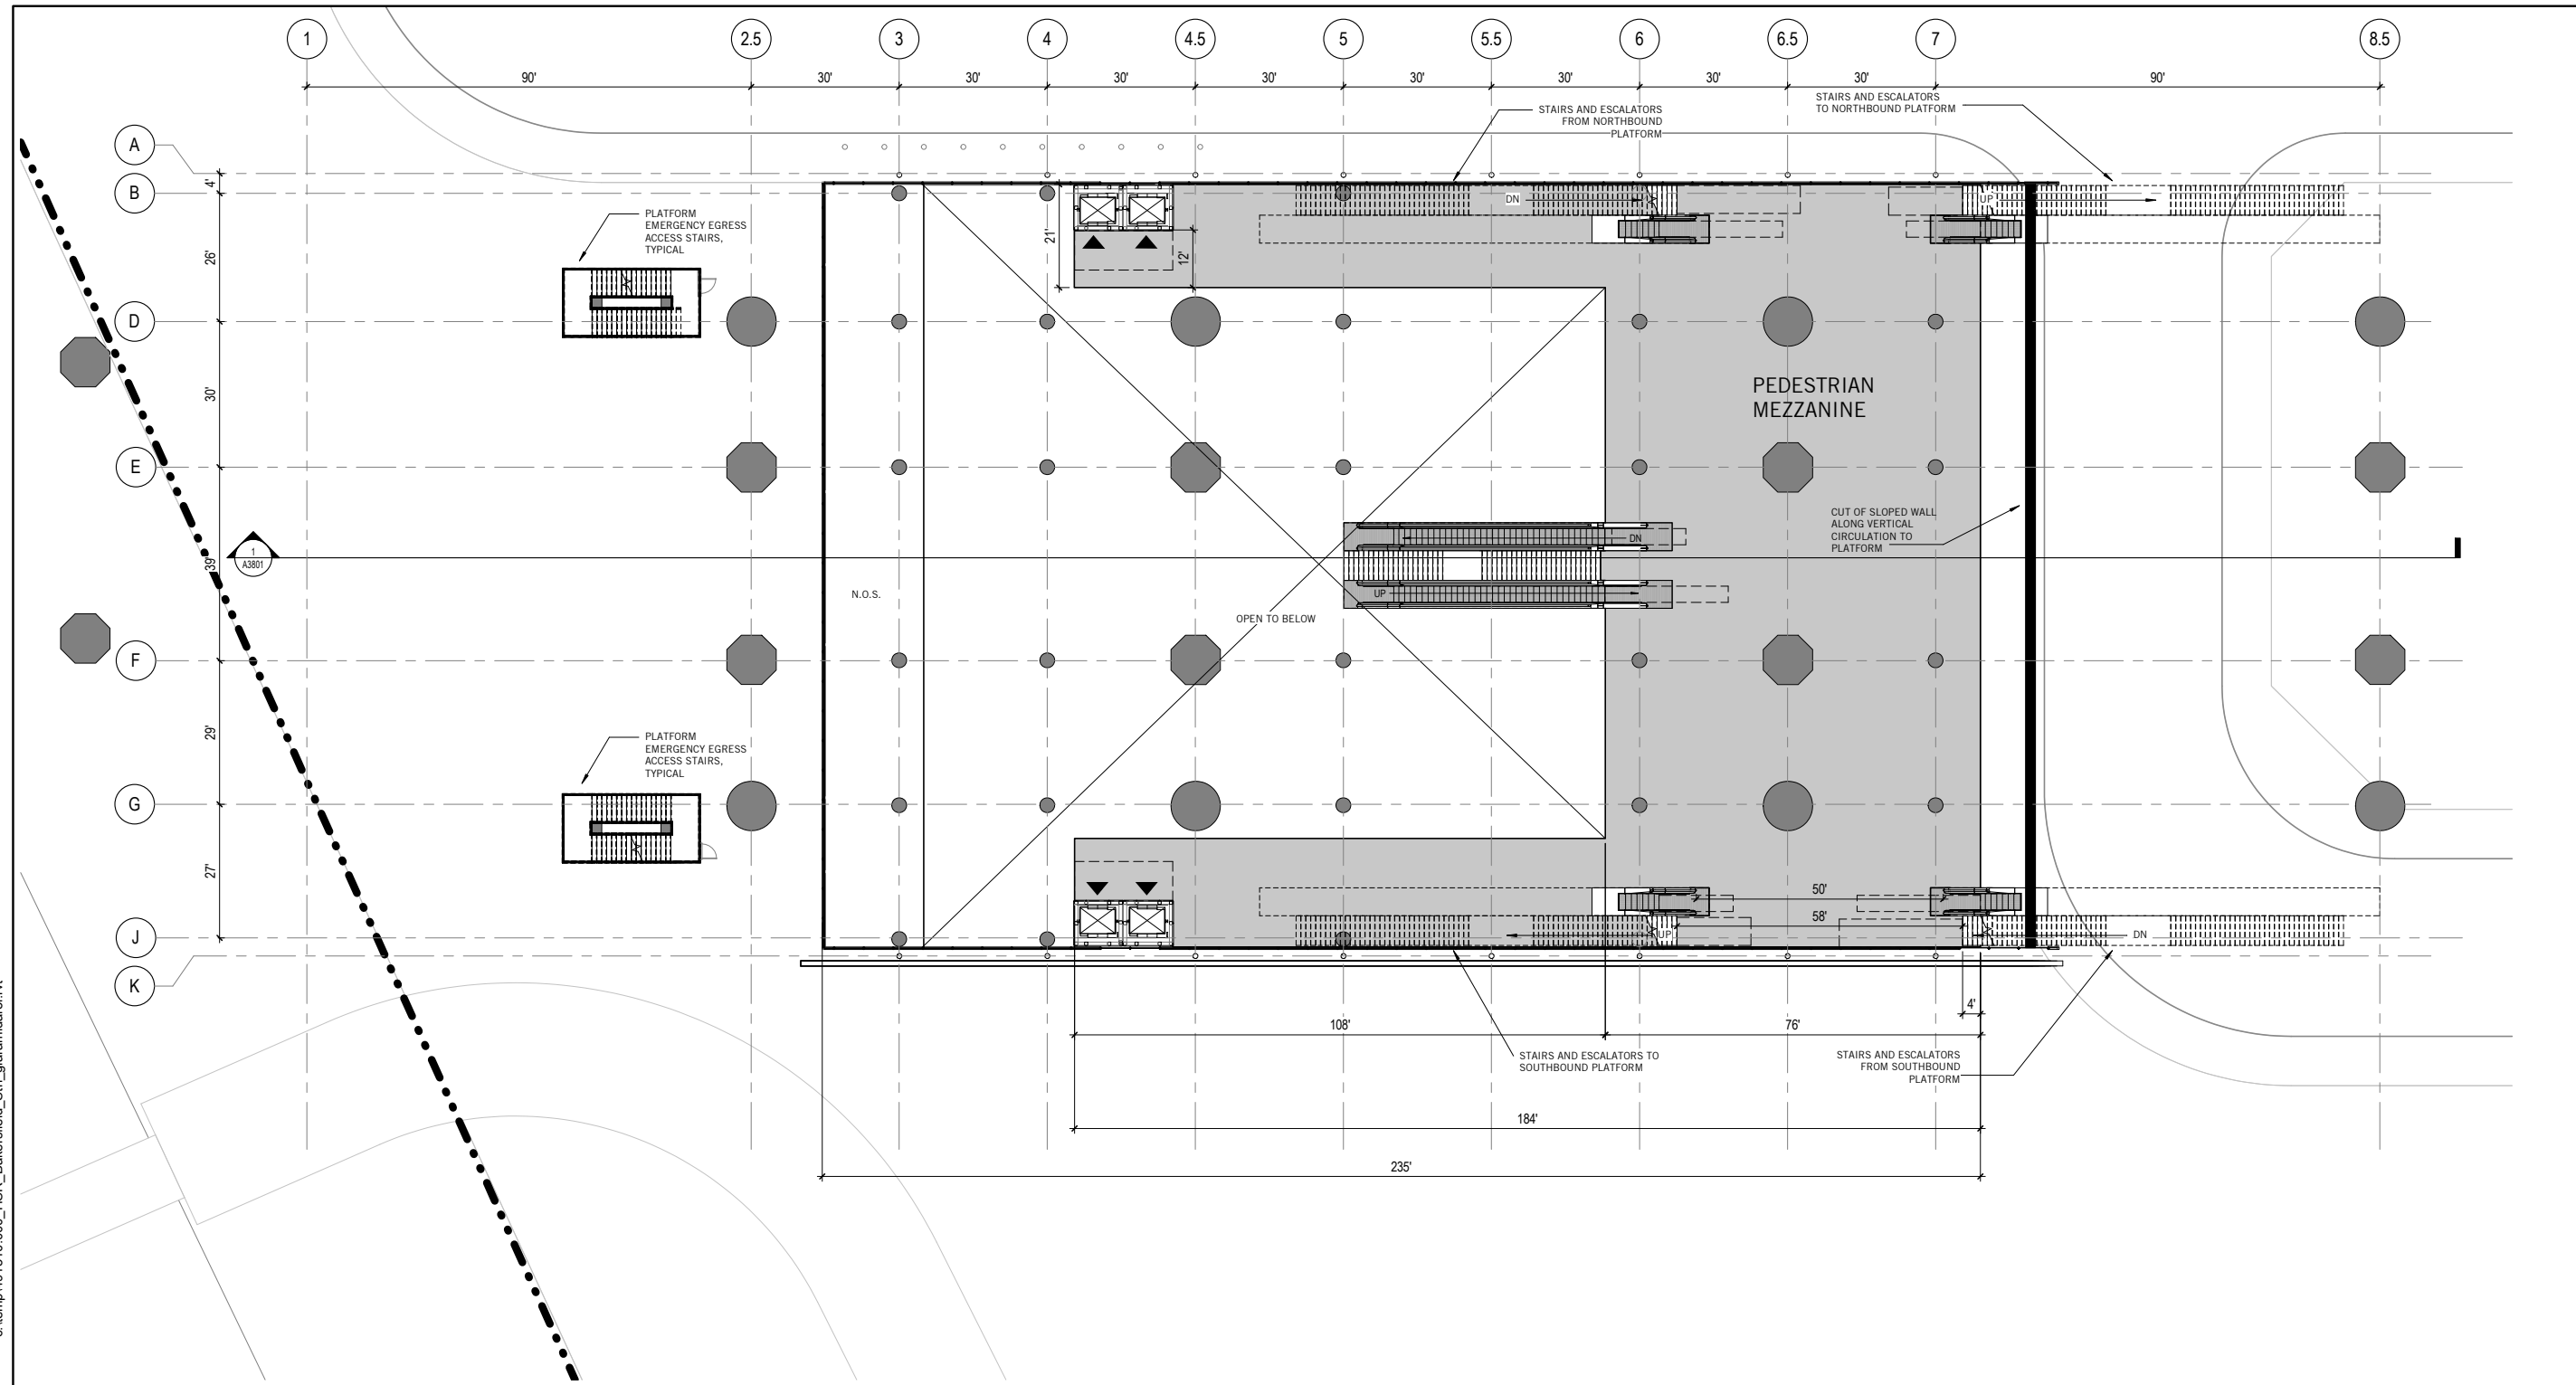 1
2.5
3
4
4.5
5
5.5
6
6.5
7
8.5
90'
30'
30'
30'
30'
30'
30'
30'
30'
90'
STAIRS AND ESCALATORS
FROM NORTHBOUND
PLATFORM
STAIRS AND ESCALATORS
TO NORTHBOUND PLATFORM
A
B
D
E
F
G
J
K
4'
26'
30'
39'
29'
27'
PLATFORM
EMERGENCY EGRESS
ACCESS STAIRS,
TYPICAL
21'
12'
DN
UP
PEDESTRIAN
MEZZANINE
CUT OF SLOPED WALL
ALONG VERTICAL
CIRCULATION TO
PLATFORM
1
A3801
DN
UP
N.O.S.
OPEN TO BELOW
PLATFORM
EMERGENCY EGRESS
ACCESS STAIRS,
TYPICAL
50'
58'
UP
DN
4'
108'
76'
STAIRS AND ESCALATORS TO
SOUTHBOUND PLATFORM
STAIRS AND ESCALATORS
FROM SOUTHBOUND
PLATFORM
184'
235'